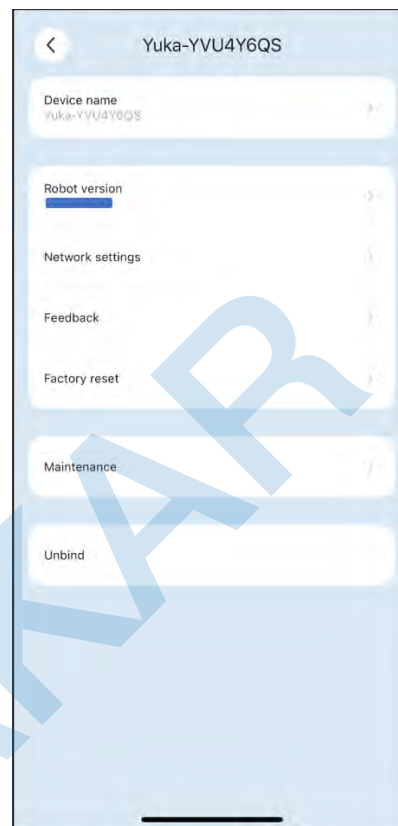 Yuka-YVU4Y6QS
Device name
Yuka-YVU4Y6QS
Robot version
Network settings
Feedback
Factory reset
Maintenance
Unbind